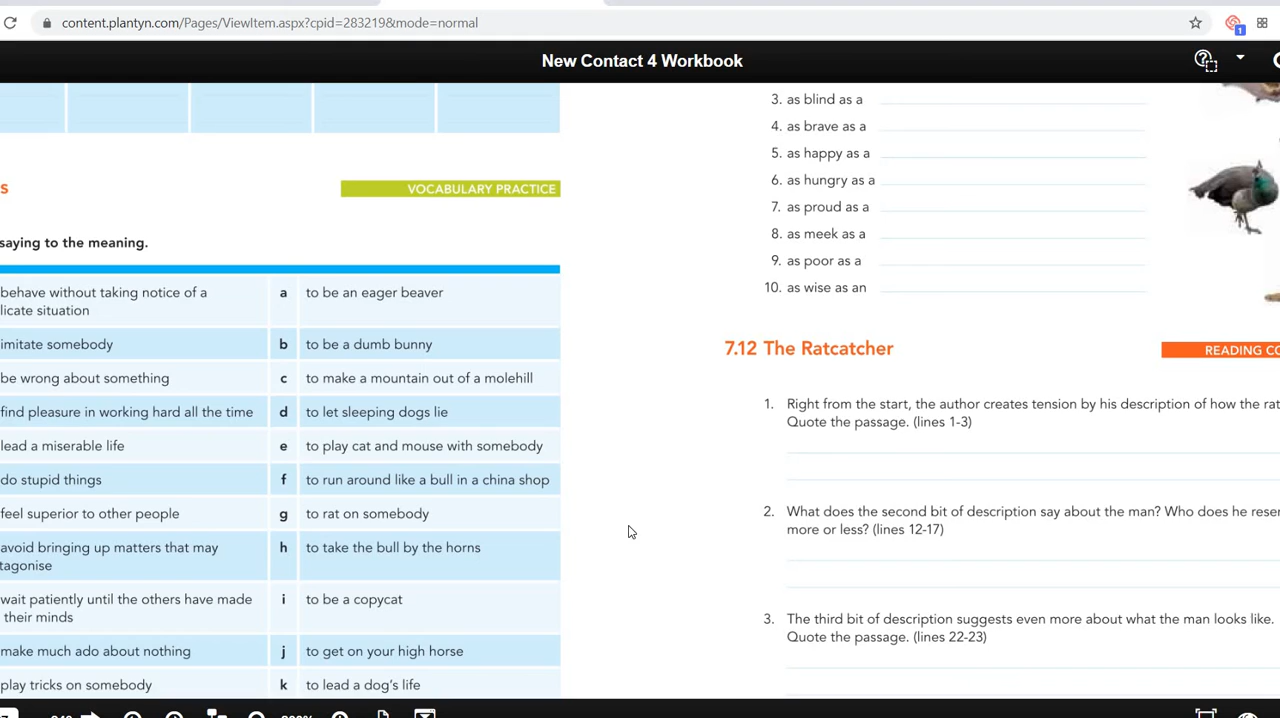 content.plantyn.com/Pages/ViewItem.aspx?cpid=283219&mode=normal
1
New Contact 4 Workbook
s
VOCABULARY PRACTICE
saying to the meaning.
behave without taking notice of a
licate situation
a to be an eager beaver
imitate somebody b to be a dumb bunny
be wrong about something c to make a mountain out of a molehill
find pleasure in working hard all the time d to let sleeping dogs lie
lead a miserable life e to play cat and mouse with somebody
do stupid things f to run around like a bull in a china shop
feel superior to other people g to rat on somebody
avoid bringing up matters that may
tagonise
h to take the bull by the horns
wait patiently until the others have made
their minds
i to be a copycat
make much ado about nothing j to get on your high horse
play tricks on somebody k to lead a dog's life
3. as blind as a
4. as brave as a
5. as happy as a
6. as hungry as a
7. as proud as a
8. as meek as a
9. as poor as a
10. as wise as an
7.12 The Ratcatcher
READING CO
1. Right from the start, the author creates tension by his description of how the rat
Quote the passage. (lines 1-3)
2. What does the second bit of description say about the man? Who does he rese
more or less? (lines 12-17)
3. The third bit of description suggests even more about what the man looks like.
Quote the passage. (lines 22-23)